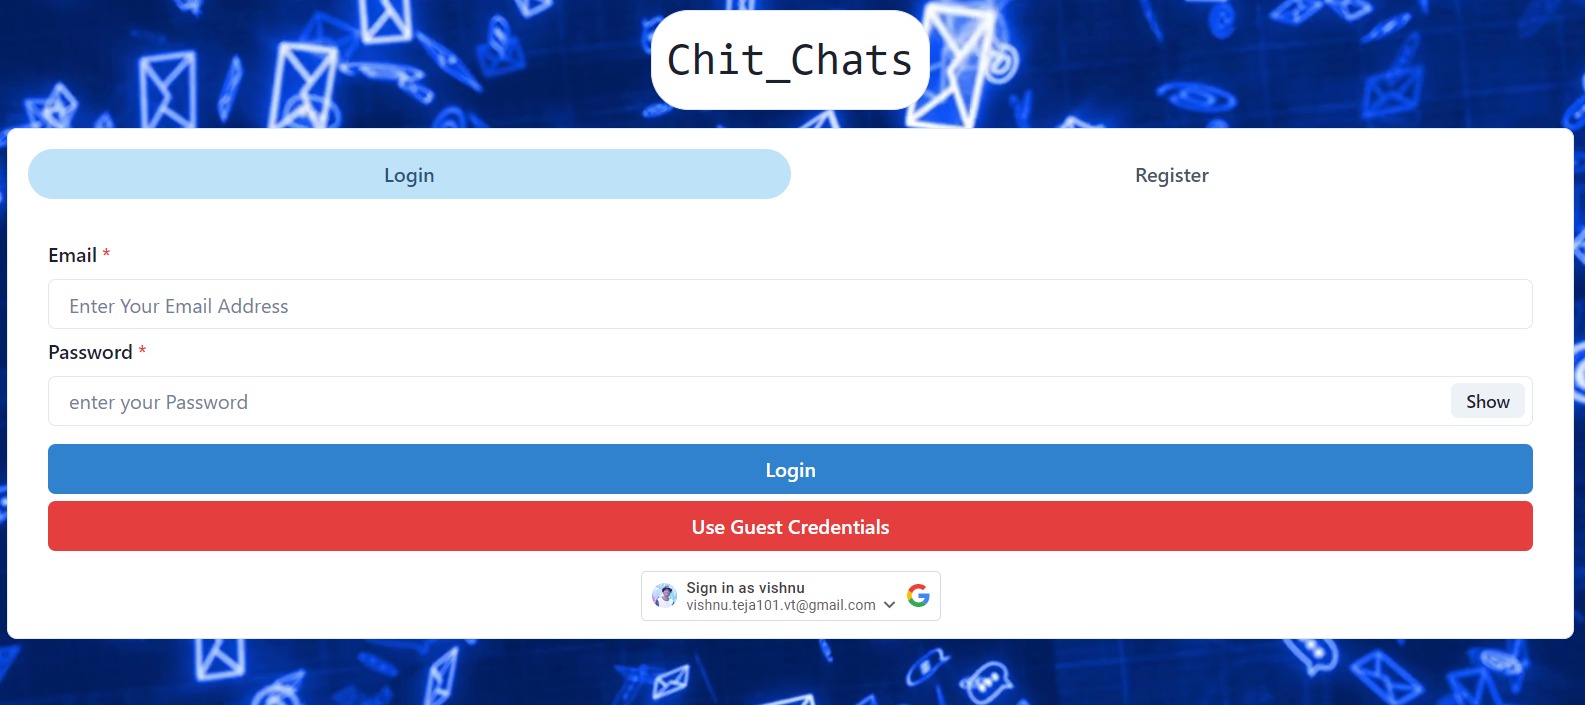 Chit_Chats
Login
Register
Email *
Enter Your Email Address
Password *
enter your Password
Show
Login
Use Guest Credentials
Sign in as vishnu
vishnu.teja101.vt@gmail.com